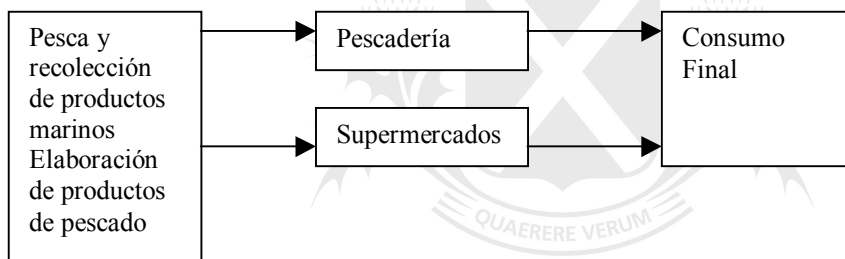 Pesca y
recolección
de productos
marinos
Elaboración
de productos
de pescado
Pescadería
Supermercados
Consumo
Final
QUAERERE VERUM